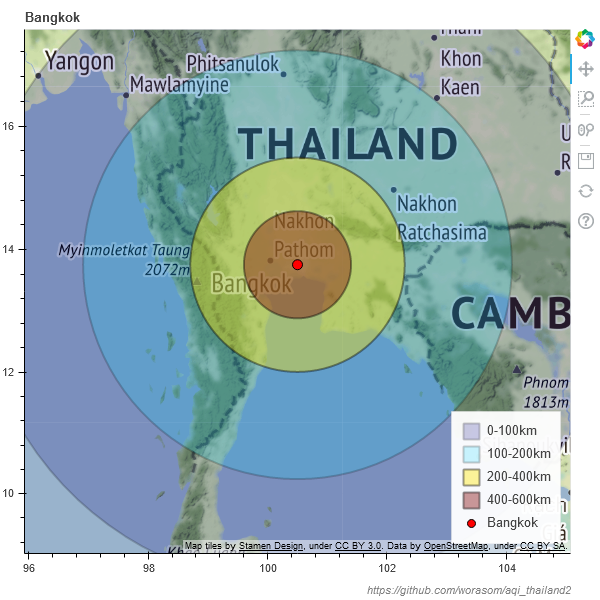 Bangkok
Yangon
Phitsanulok
Khon
Kaen
Mawlamyine
16
THAILAND
Nakhon
Ratchasima
Nakhon
Pathom
14
Myinmoletkat Taung
2072m
Bangkok
CAMB
12
Phnom
1813m
0-100km
100-200km
200-400km
400-600km
Bangkok
10
Map tiles by Stamen Design, under CC BY 3.0. Data by OpenStreetMap, under CC BY SA.
96
98
100
102
104
https://github.com/worasom/aqi_thailand2